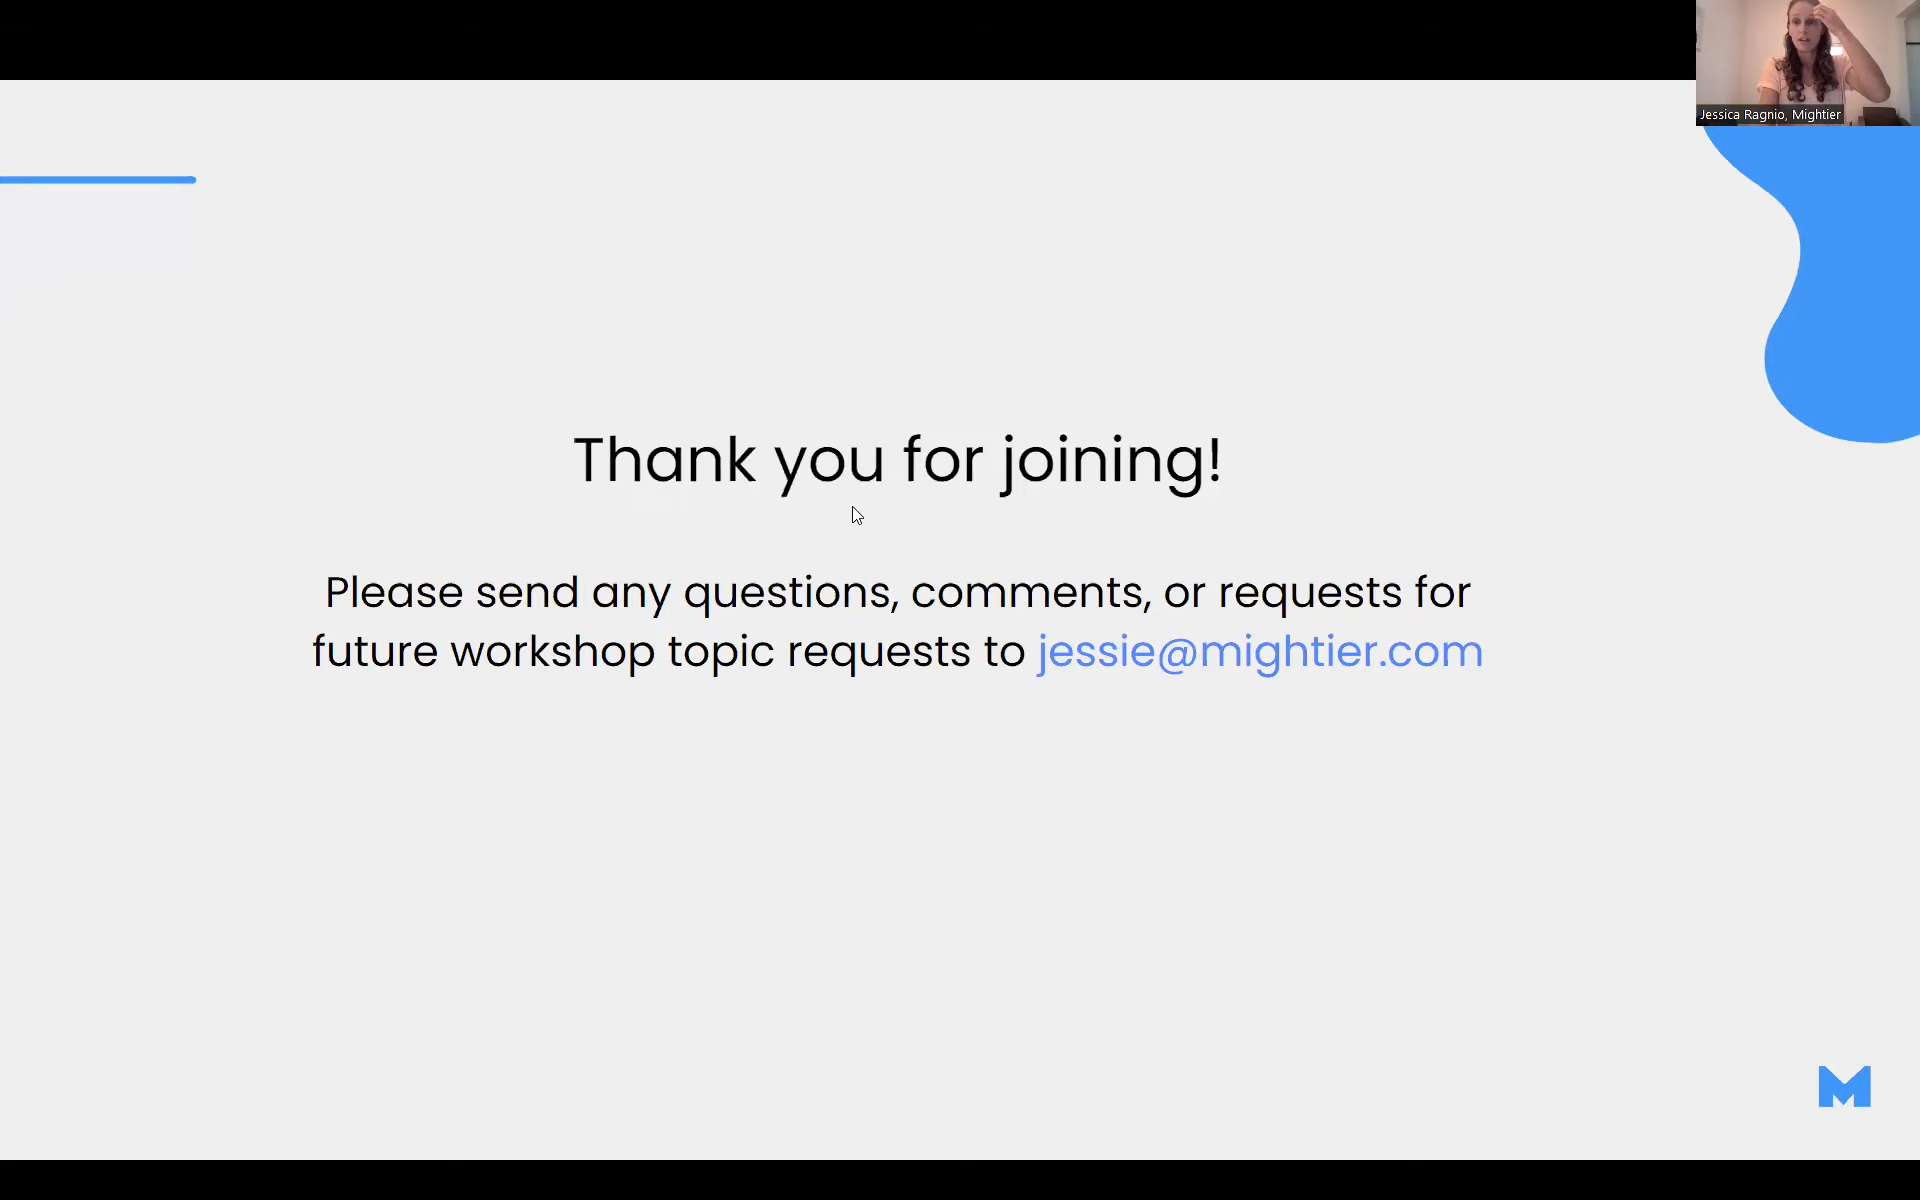 Jessica Ragnio, Mightier
Thank you for joining!
Please send any questions, comments, or requests for
future workshop topic requests to jessie@mightier.com
M